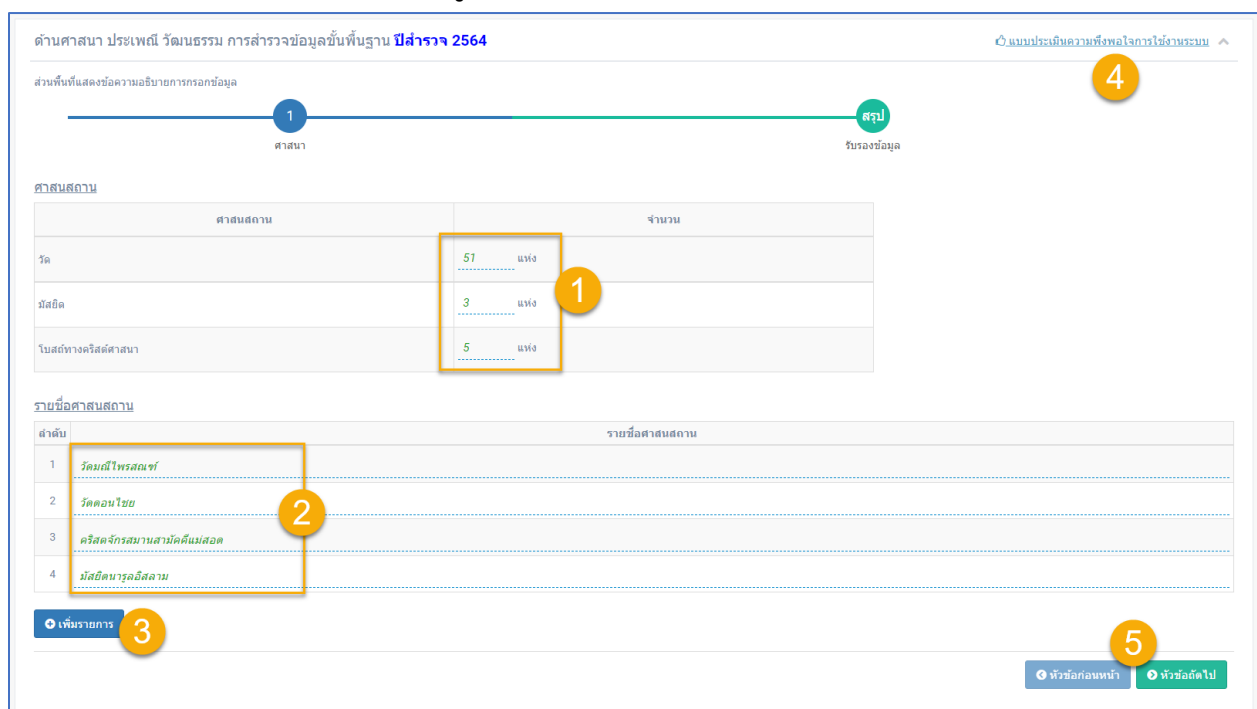 ด้านศาสนา ประเพณี วัฒนธรรม การสำรวจข้อมูลขั้นพื้นฐาน ปีสำรวจ 2564
แบบประเมินความพึงพอใจการใช้งานระบบ
4
ส่วนพื้นที่แสดงข้อความอธิบายการกรอกข้อมูล
1 สรุป
ศาสนา รับรองข้อมูล
ศาสนสถาน
ศาสนสถาน จำนวน
วัด 51 แห่ง
มัสยิด 3 แห่ง
1
โบสถ์ทางคริสต์ศาสนา 5 แห่ง
รายชื่อศาสนสถาน
ลำดับ รายชื่อศาสนสถาน
1 วัดมณีไพรสณฑ์
2 วัดดอนไชย
2
3 คริสตจักรสมานสามัคคีแม่สอด
4 มัสยิดนารุลอิสลาม
เพิ่มรายการ
3
5
หัวข้อก่อนหน้า หัวข้อถัดไป